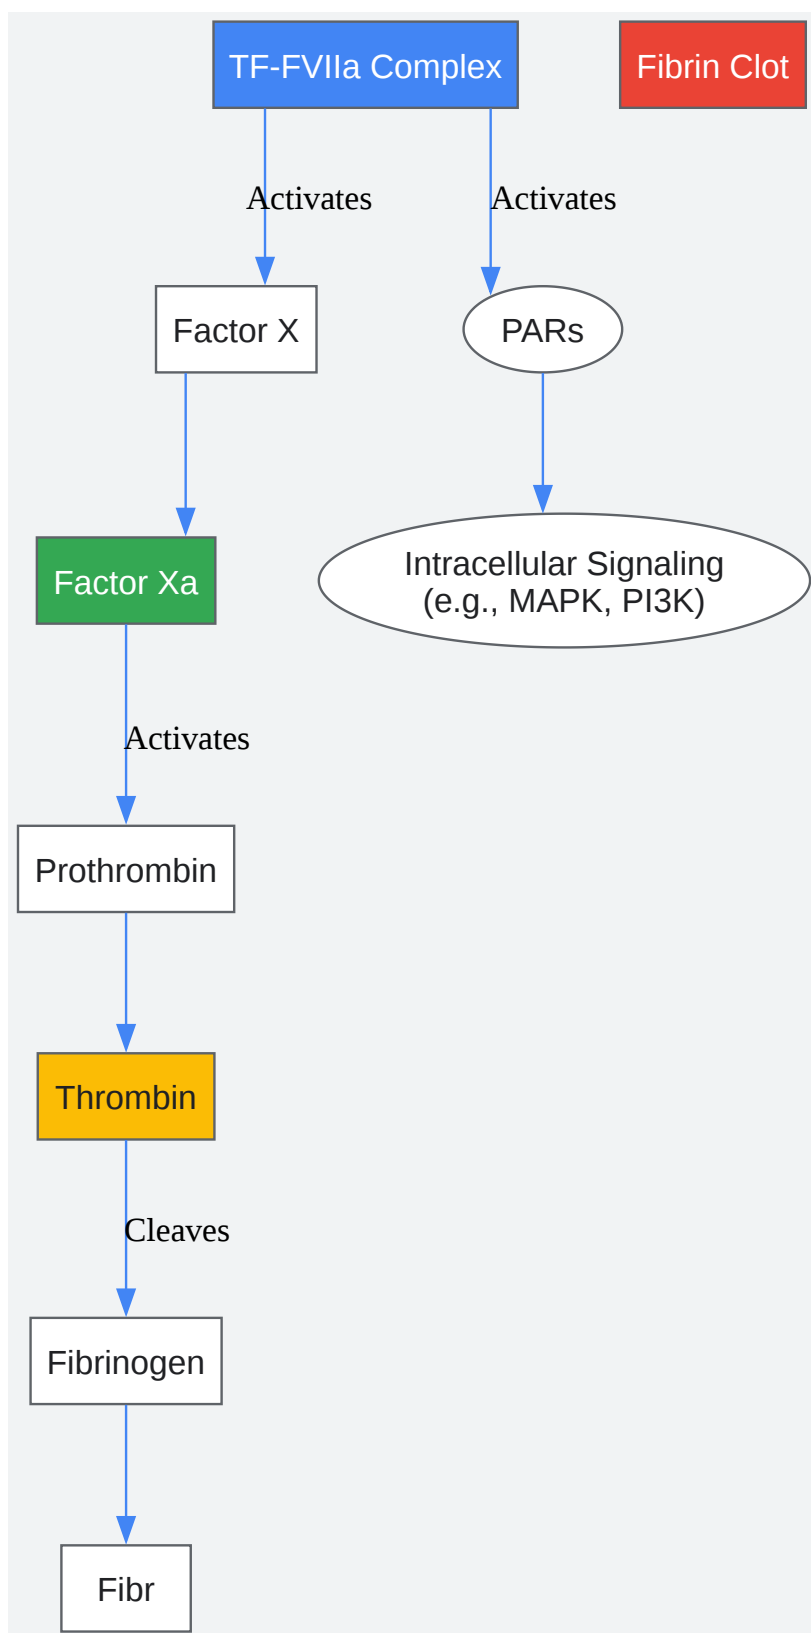 TF-FVIIa Complex
Fibrin Clot
Activates
Activates
Factor X
PARs
Intracellular Signaling
(e.g., MAPK, PI3K)
Factor Xa
Activates
Prothrombin
Thrombin
Cleaves
Fibrinogen
Fibr